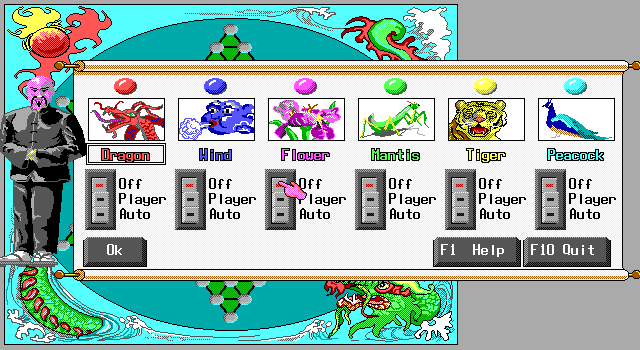 Dragon Wind Flower Mantis Tiger Peacock
Off Off Off Off Off Off
Player Player Player Player Player Player
Auto Auto Auto Auto Auto Auto
Ok F1 Help F10 Quit